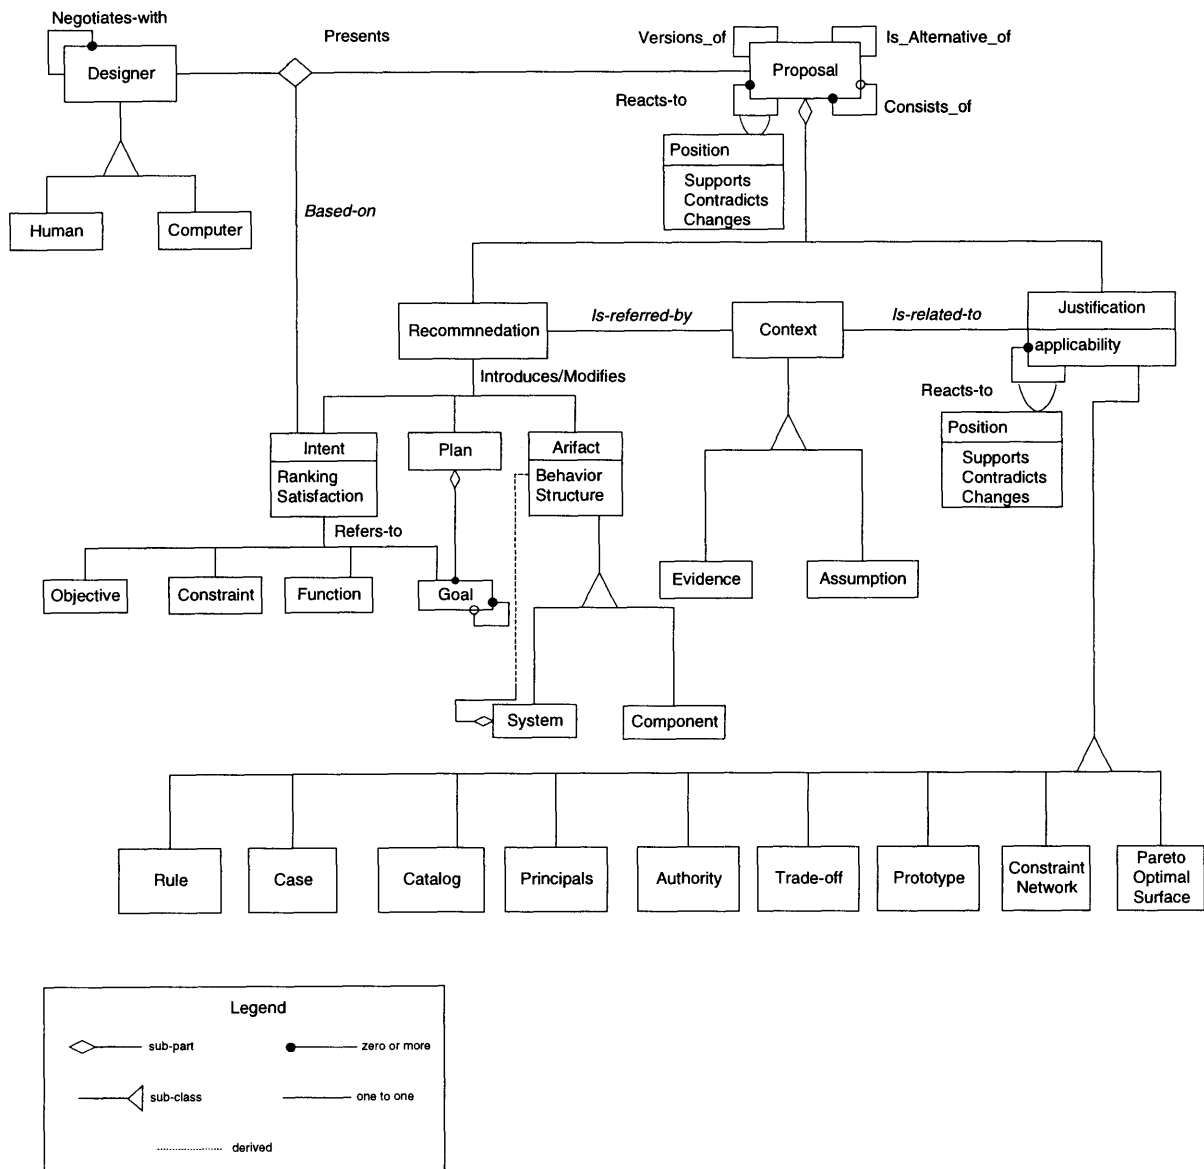 Negotiates-with
Designer
Presents
Versions_of
Is_Alternative_of
Proposal
Reacts-to
Consists_of
Position
Supports
Contradicts
Changes
Human
Computer
Based-on
Recommnedation
Is-referred-by
Context
Is-related-to
Justification
applicability
Introduces/Modifies
Reacts-to
Position
Supports
Contradicts
Changes
Intent
Ranking
Satisfaction
Plan
Arifact
Behavior
Structure
Refers-to
Objective
Constraint
Function
Goal
Evidence
Assumption
System
Component
Rule
Case
Catalog
Principals
Authority
Trade-off
Prototype
Constraint
Network
Pareto
Optimal
Surface
Legend
sub-part
zero or more
sub-class
one to one
derived